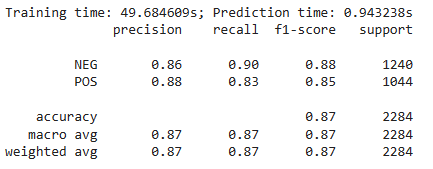 Training time: 49.684609s; Prediction time: 0.943238s
precision recall f1-score support
NEG 0.86 0.90 0.88 1240
POS 0.88 0.83 0.85 1044
accuracy 0.87 2284
macro avg 0.87 0.87 0.87 2284
weighted avg 0.87 0.87 0.87 2284